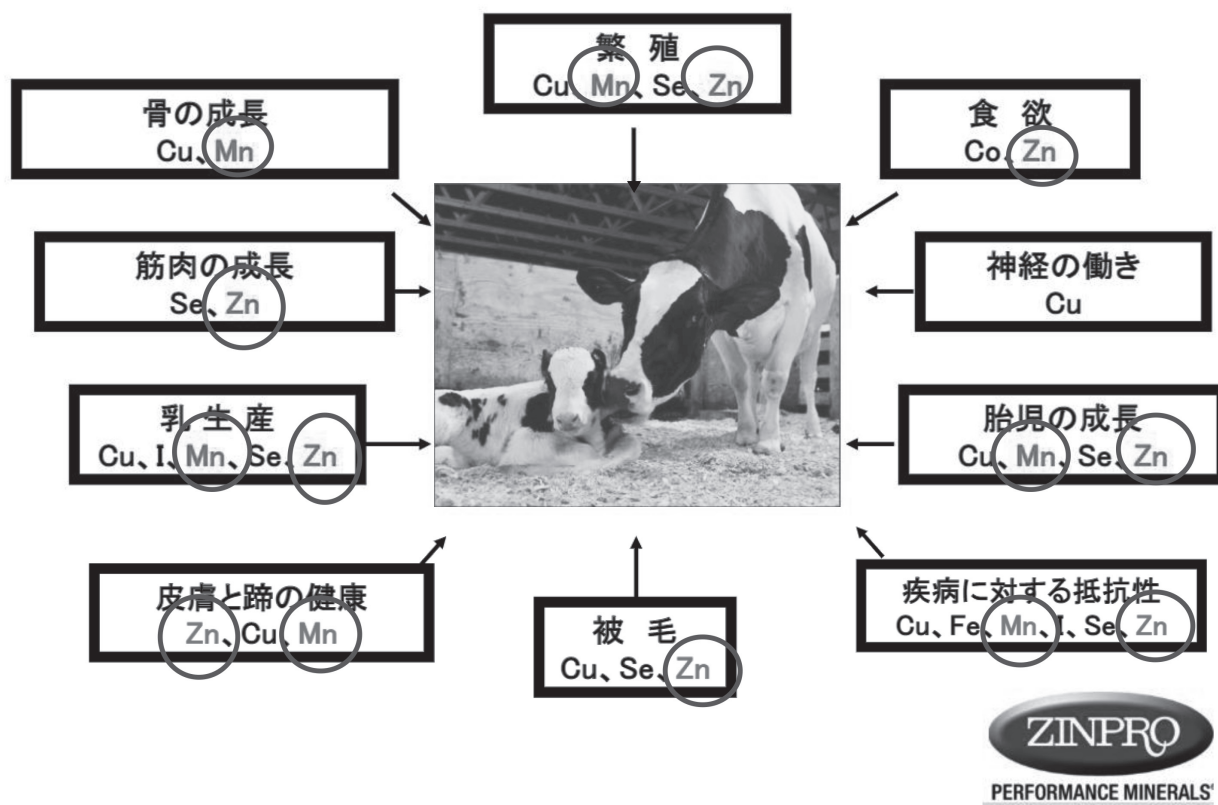 繁 殖
Cu、Mn、Se、Zn
骨の成長
Cu、Mn
食 欲
Co、Zn
筋肉の成長
Se、Zn
神経の働き
Cu
乳 生 産
Cu、I、Mn、Se、Zn
胎児の成長
Cu、Mn、Se、Zn
皮膚と蹄の健康
Zn、Cu、Mn
被 毛
Cu、Se、Zn
疾病に対する抵抗性
Cu、Fe、Mn、I、Se、Zn
ZINPRO
PERFORMANCE MINERALS